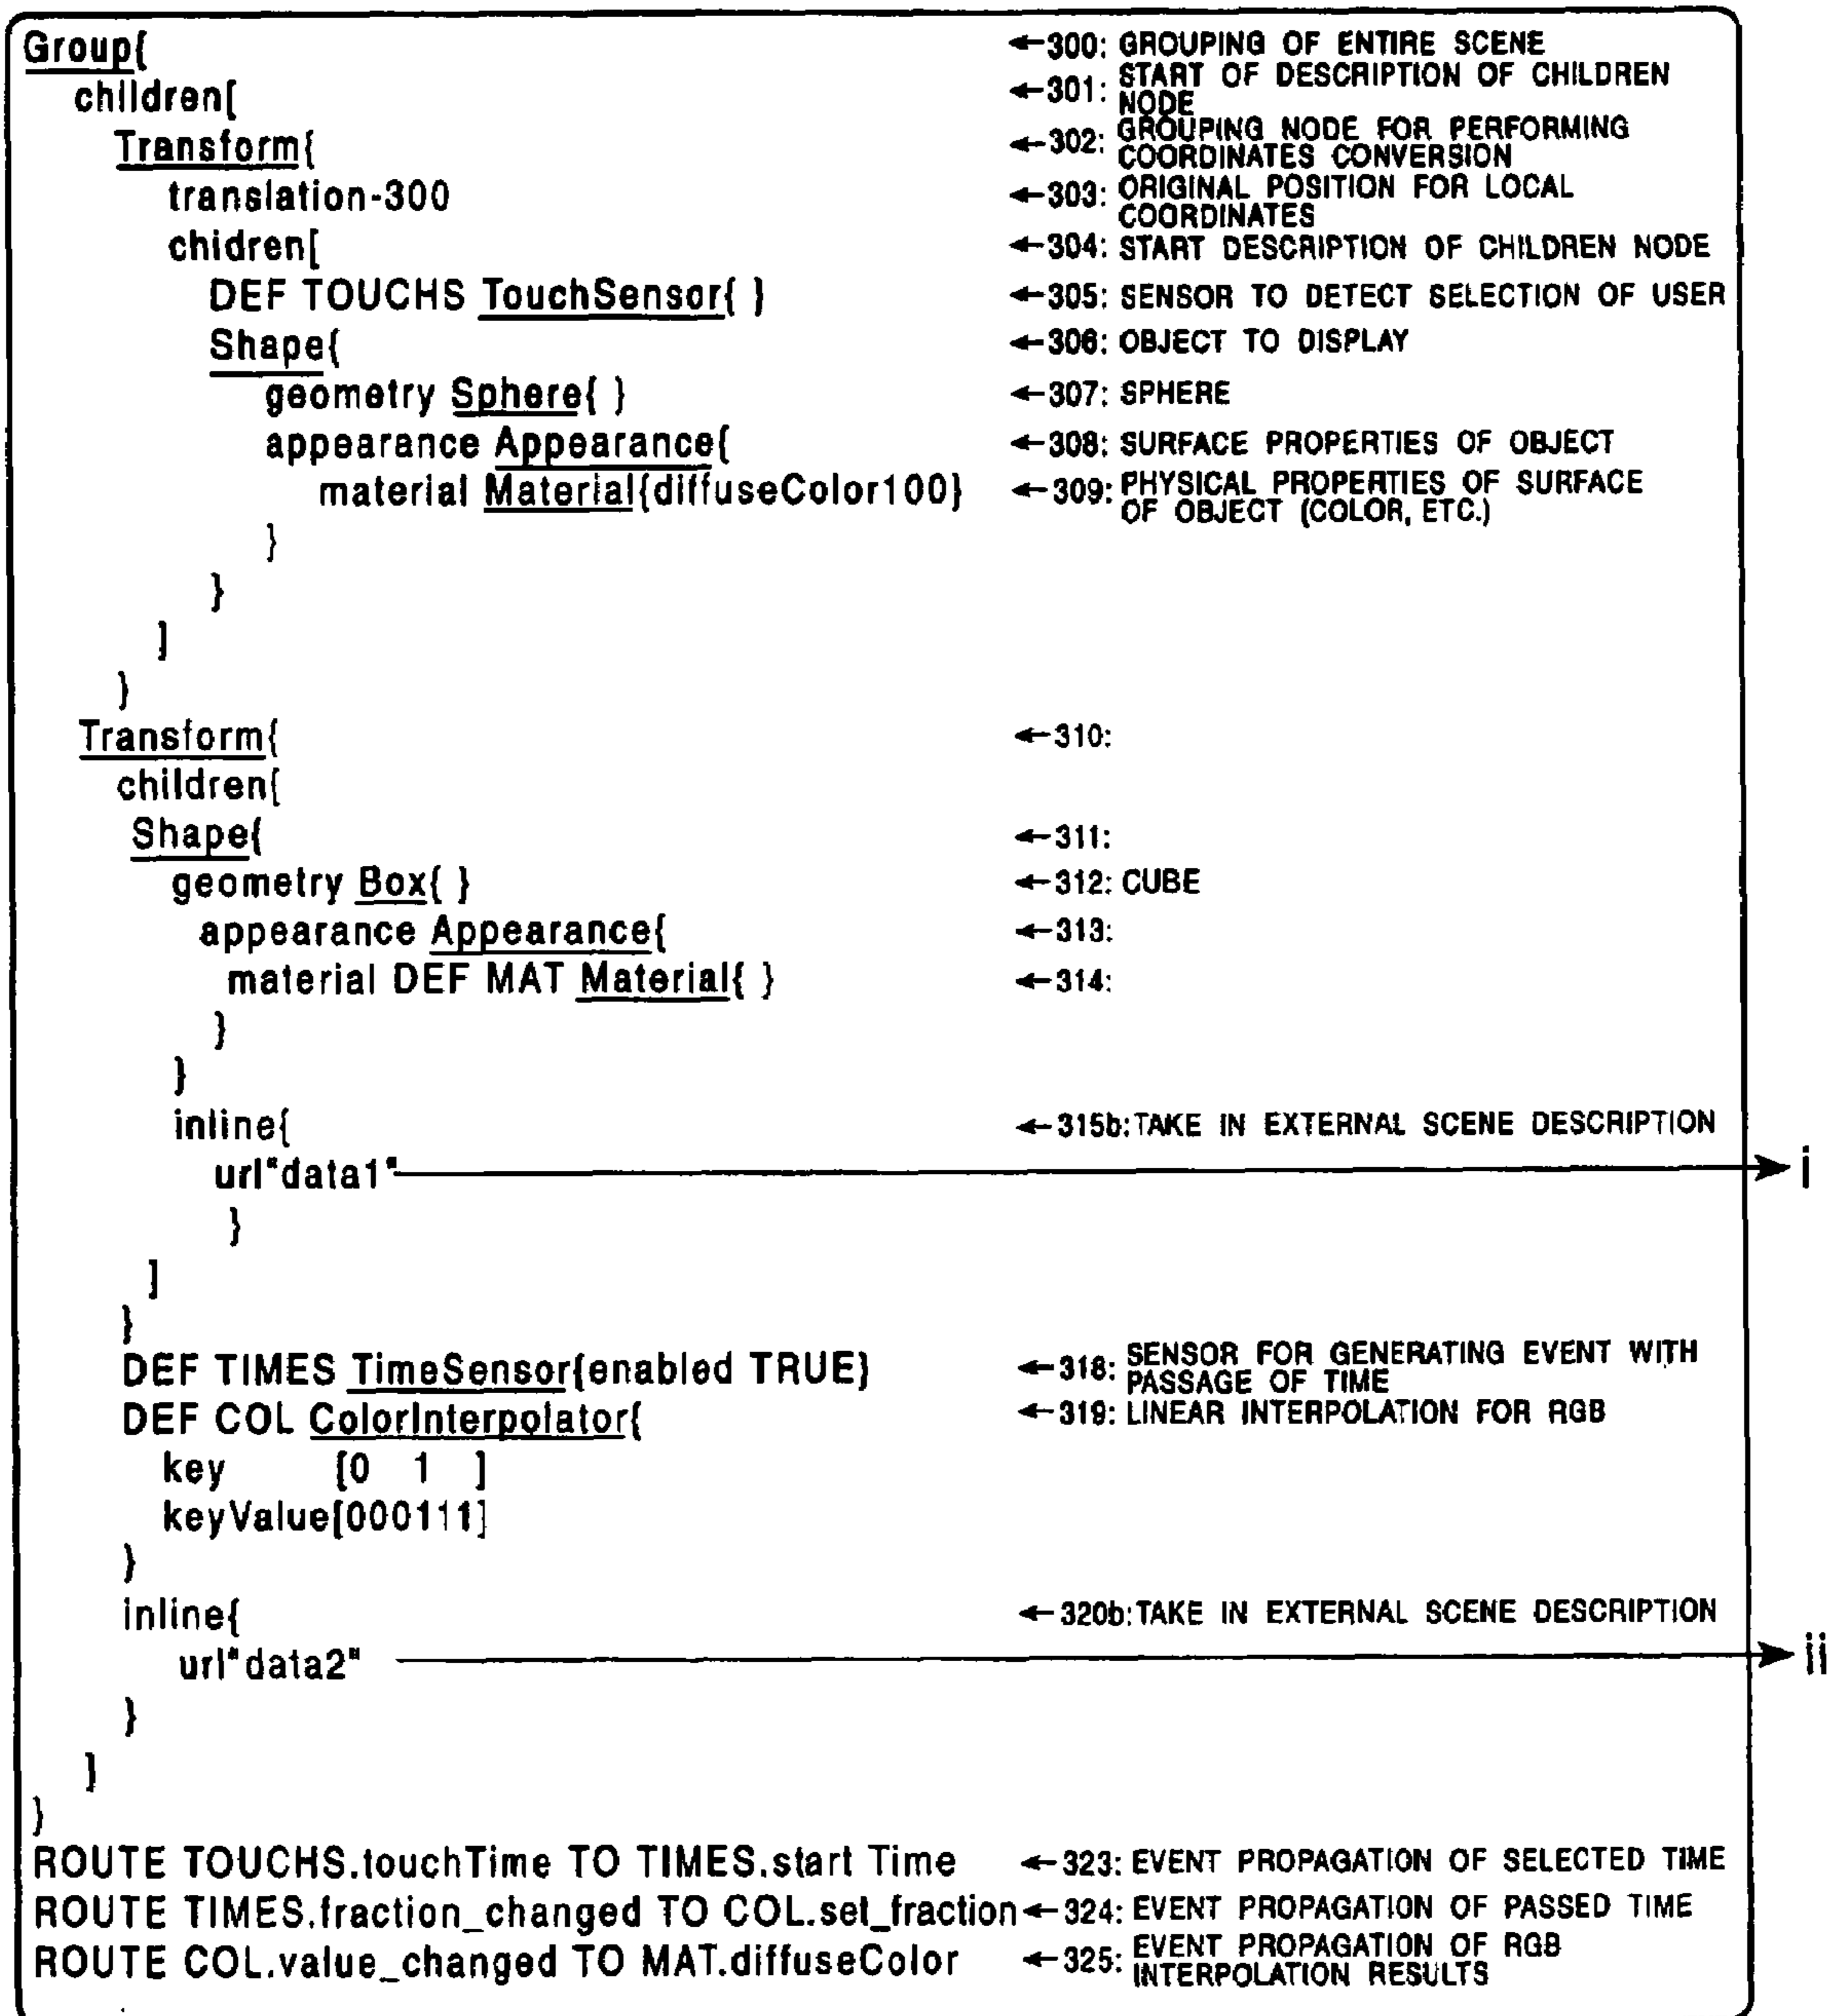 Group{ ←300: GROUPING OF ENTIRE SCENE
children[ ←301: START OF DESCRIPTION OF CHILDREN NODE
Transform{ ←302: GROUPING NODE FOR PERFORMING COORDINATES CONVERSION
translation-300 ←303: ORIGINAL POSITION FOR LOCAL COORDINATES
chidren[ ←304: START DESCRIPTION OF CHILDREN NODE
DEF TOUCHS TouchSensor{ } ←305: SENSOR TO DETECT SELECTION OF USER
Shape{ ←306: OBJECT TO DISPLAY
geometry Sphere{ } ←307: SPHERE
appearance Appearance{ ←308: SURFACE PROPERTIES OF OBJECT
material Material{diffuseColor100} ←309: PHYSICAL PROPERTIES OF SURFACE OF OBJECT (COLOR, ETC.)
}
}
]
}
Transform{ ←310:
children[
Shape{ ←311:
geometry Box{ } ←312: CUBE
appearance Appearance{ ←313:
material DEF MAT Material{ } ←314:
}
}
inline{ ←315b:TAKE IN EXTERNAL SCENE DESCRIPTION
url"data1" i
}
]
}
DEF TIMES TimeSensor{enabled TRUE} ←318: SENSOR FOR GENERATING EVENT WITH PASSAGE OF TIME
DEF COL ColorInterpolator{ ←319: LINEAR INTERPOLATION FOR RGB
key [0 1 ]
keyValue[000111]
}
inline{ ←320b:TAKE IN EXTERNAL SCENE DESCRIPTION
url"data2" ii
}
]
}
ROUTE TOUCHS.touchTime TO TIMES.start Time ←323: EVENT PROPAGATION OF SELECTED TIME
ROUTE TIMES.fraction_changed TO COL.set_fraction ←324: EVENT PROPAGATION OF PASSED TIME
ROUTE COL.value_changed TO MAT.diffuseColor ←325: EVENT PROPAGATION OF RGB INTERPOLATION RESULTS